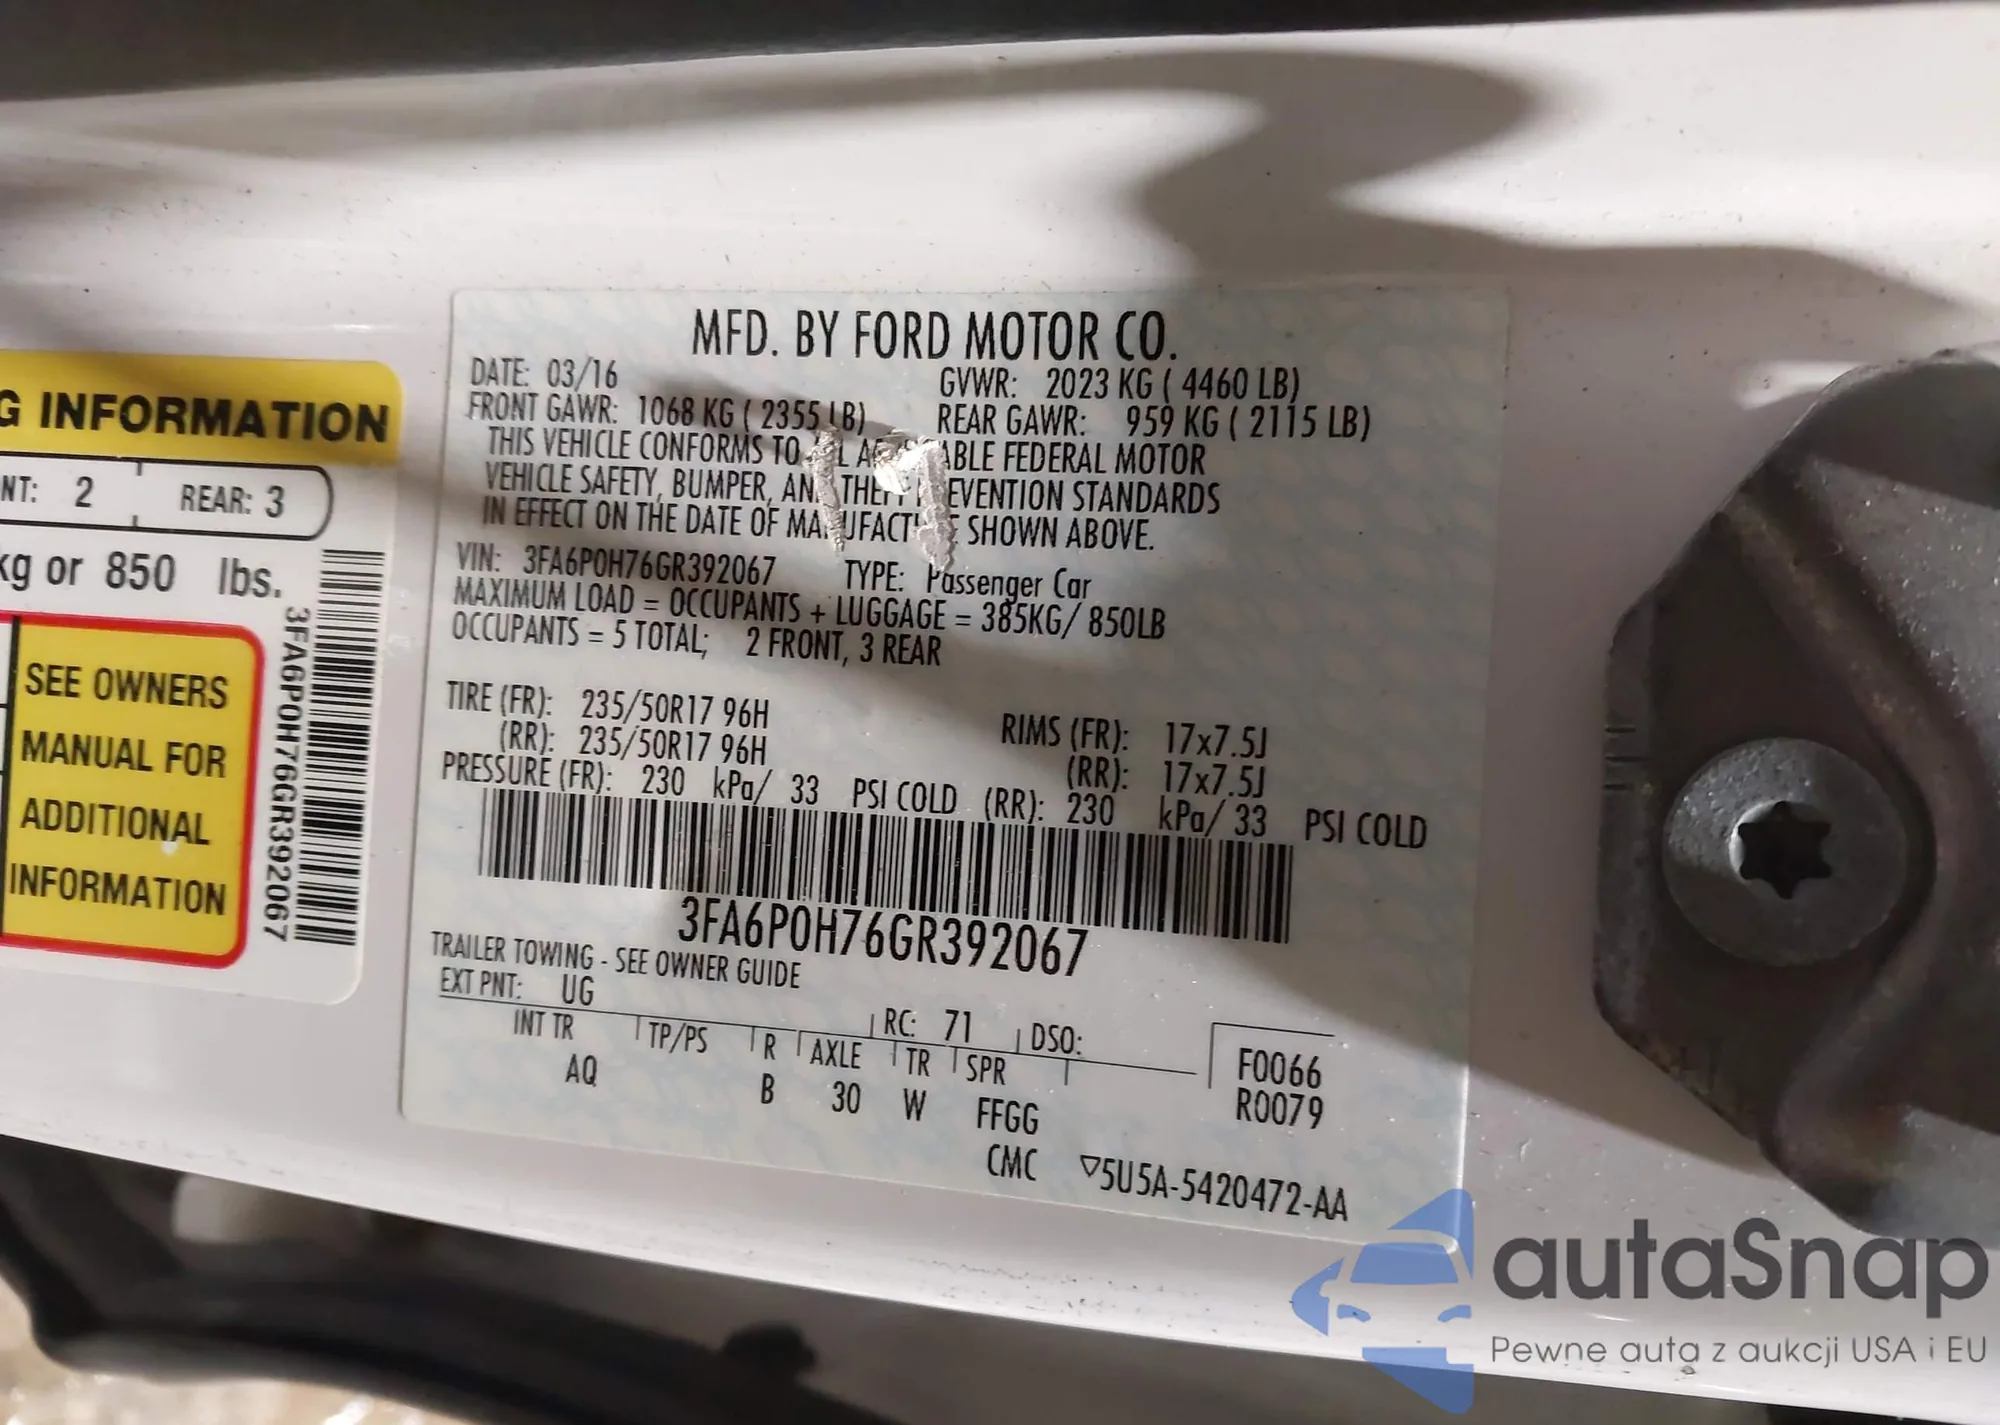 G INFORMATION
NT: 2 REAR: 3
kg or 850 lbs.
SEE OWNERS
MANUAL FOR
ADDITIONAL
INFORMATION
3FA6P0H76GR392067
MFD. BY FORD MOTOR CO.
DATE: 03/16 GVWR: 2023 KG ( 4460 LB)
FRONT GAWR: 1068 KG ( 2355 LB) REAR GAWR: 959 KG ( 2115 LB)
THIS VEHICLE CONFORMS TO FEDERAL MOTOR
VEHICLE SAFETY, BUMPER, STANDARDS
IN EFFECT ON THE DATE OF SHOWN ABOVE.
VIN: 3FA6P0H76GR392067 TYPE: Passenger Car
MAXIMUM LOAD = OCCUPANTS + LUGGAGE = 385KG/ 850LB
OCCUPANTS = 5 TOTAL; 2 FRONT, 3 REAR
TIRE (FR): 235/50R17 96H RIMS (FR): 17x7.5J
(RR): 235/50R17 96H (RR): 17x7.5J
PRESSURE (FR): 230 kPa/ 33 PSI COLD (RR): 230 kPa/ 33 PSI COLD
3FA6P0H76GR392067
TRAILER TOWING - SEE OWNER GUIDE
EXT PNT: UG RC: 71 DSO:
INT TR TP/PS R AXLE TR SPR F0066
AQ B 30 W FFGG R0079
CMC ▽5U5A-5420472-AA
autaSnap
Pewne auta z aukcji USA i EU